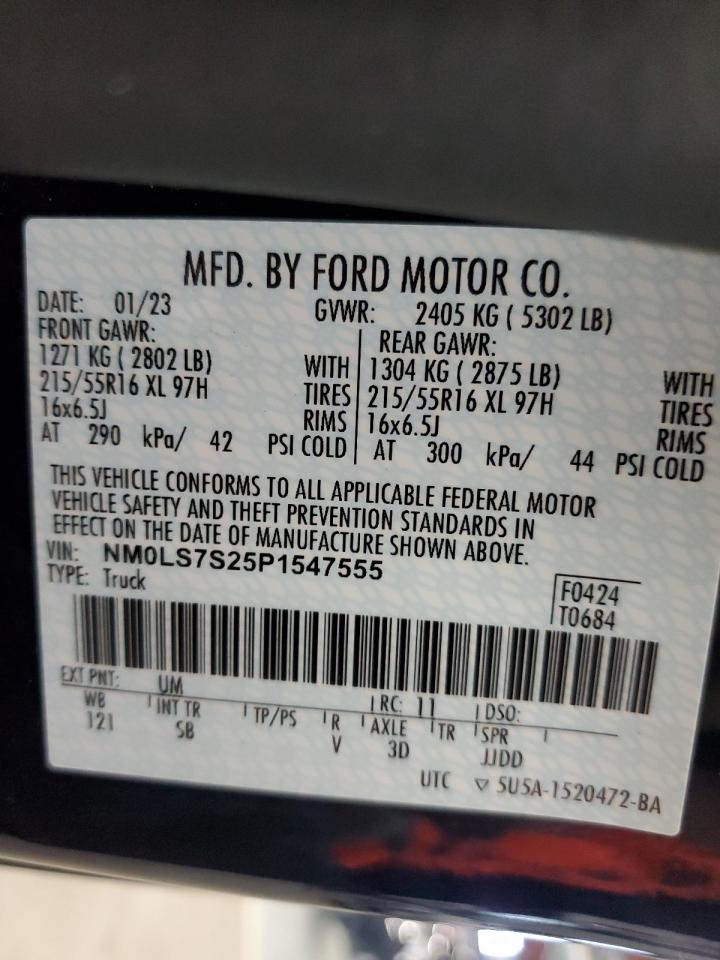 MFD. BY FORD MOTOR CO.
DATE: 01/23 GVWR: 2405 KG ( 5302 LB)
FRONT GAWR: REAR GAWR:
1271 KG ( 2802 LB) WITH 1304 KG ( 2875 LB) WITH
215/55R16 XL 97H TIRES 215/55R16 XL 97H TIRES
16x6.5J RIMS 16x6.5J RIMS
AT 290 kPa/ 42 PSI COLD AT 300 kPa/ 44 PSI COLD
THIS VEHICLE CONFORMS TO ALL APPLICABLE FEDERAL MOTOR
VEHICLE SAFETY AND THEFT PREVENTION STANDARDS IN
EFFECT ON THE DATE OF MANUFACTURE SHOWN ABOVE.
VIN: NM0LS7S25P1547555
TYPE: Truck F0424
T0684
EXT PNT: UM RC: 11 DSO:
WB INT TR TP/PS R AXLE TR SPR
121 SB V 3D JJDD
UTC ▽ 5U5A-1520472-BA